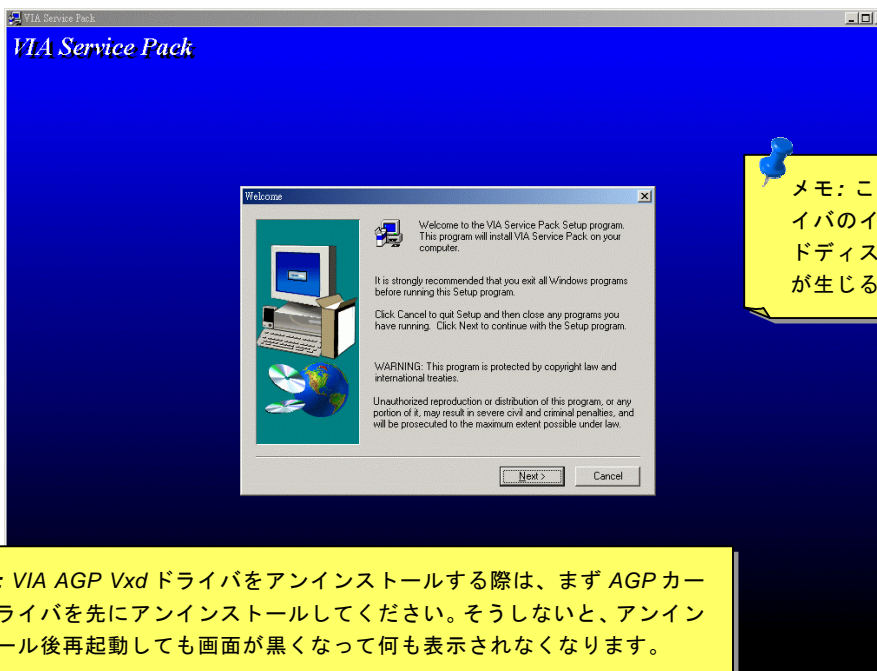 VIA Service Pack
VIA Service Pack
メモ: こ
イバのイ
ドディス
が生じる
Welcome
Welcome to the VIA Service Pack Setup program.
This program will install VIA Service Pack on your
computer.
It is strongly recommended that you exit all Windows programs
before running this Setup program.
Click Cancel to quit Setup and then close any programs you
have running. Click Next to continue with the Setup program.
WARNING: This program is protected by copyright law and
international treaties.
Unauthorized reproduction or distribution of this program, or any
portion of it, may result in severe civil and criminal penalties, and
will be prosecuted to the maximum extent possible under law.
Next >
Cancel
: VIA AGP Vxd ドライバをアンインストールする際は、まず AGP カー
ライバを先にアンインストールしてください。そうしないと、アンイン
ール後再起動しても画面が黒くなって何も表示されなくなります。